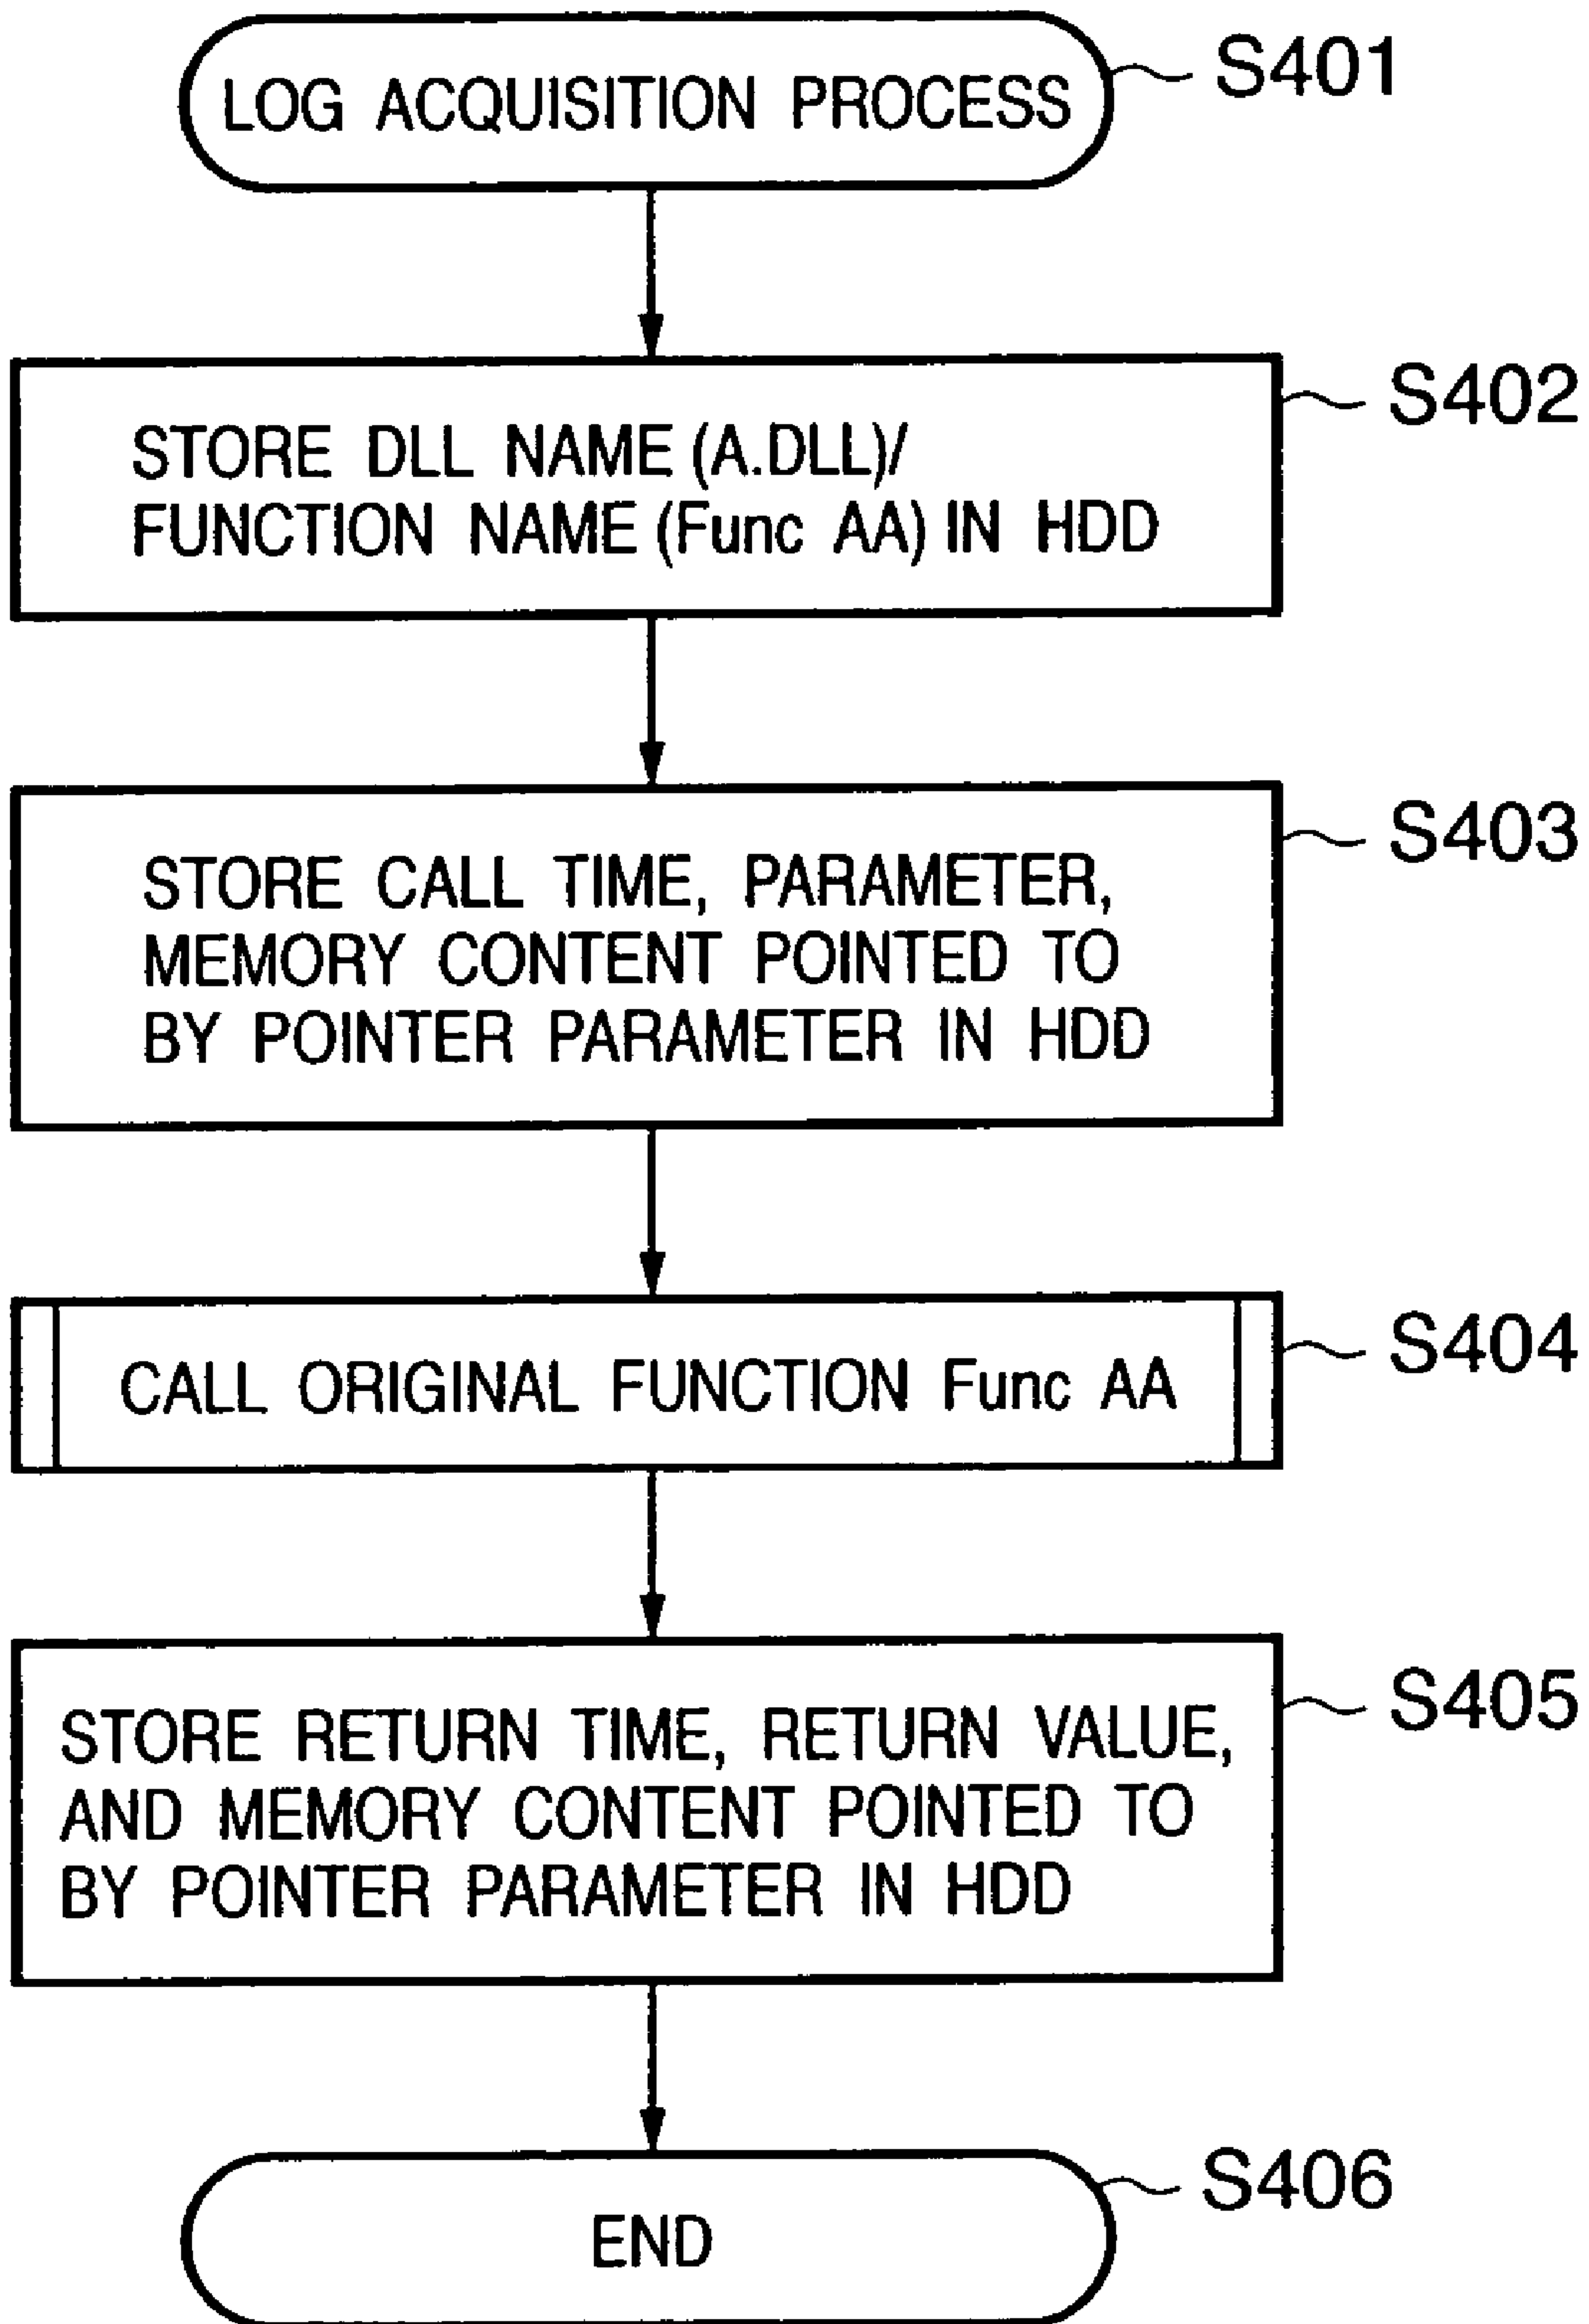 LOG ACQUISITION PROCESS
S401
STORE DLL NAME (A.DLL)/
FUNCTION NAME (Func AA) IN HDD
S402
STORE CALL TIME, PARAMETER,
MEMORY CONTENT POINTED TO
BY POINTER PARAMETER IN HDD
S403
CALL ORIGINAL FUNCTION Func AA
S404
STORE RETURN TIME, RETURN VALUE,
AND MEMORY CONTENT POINTED TO
BY POINTER PARAMETER IN HDD
S405
END
S406